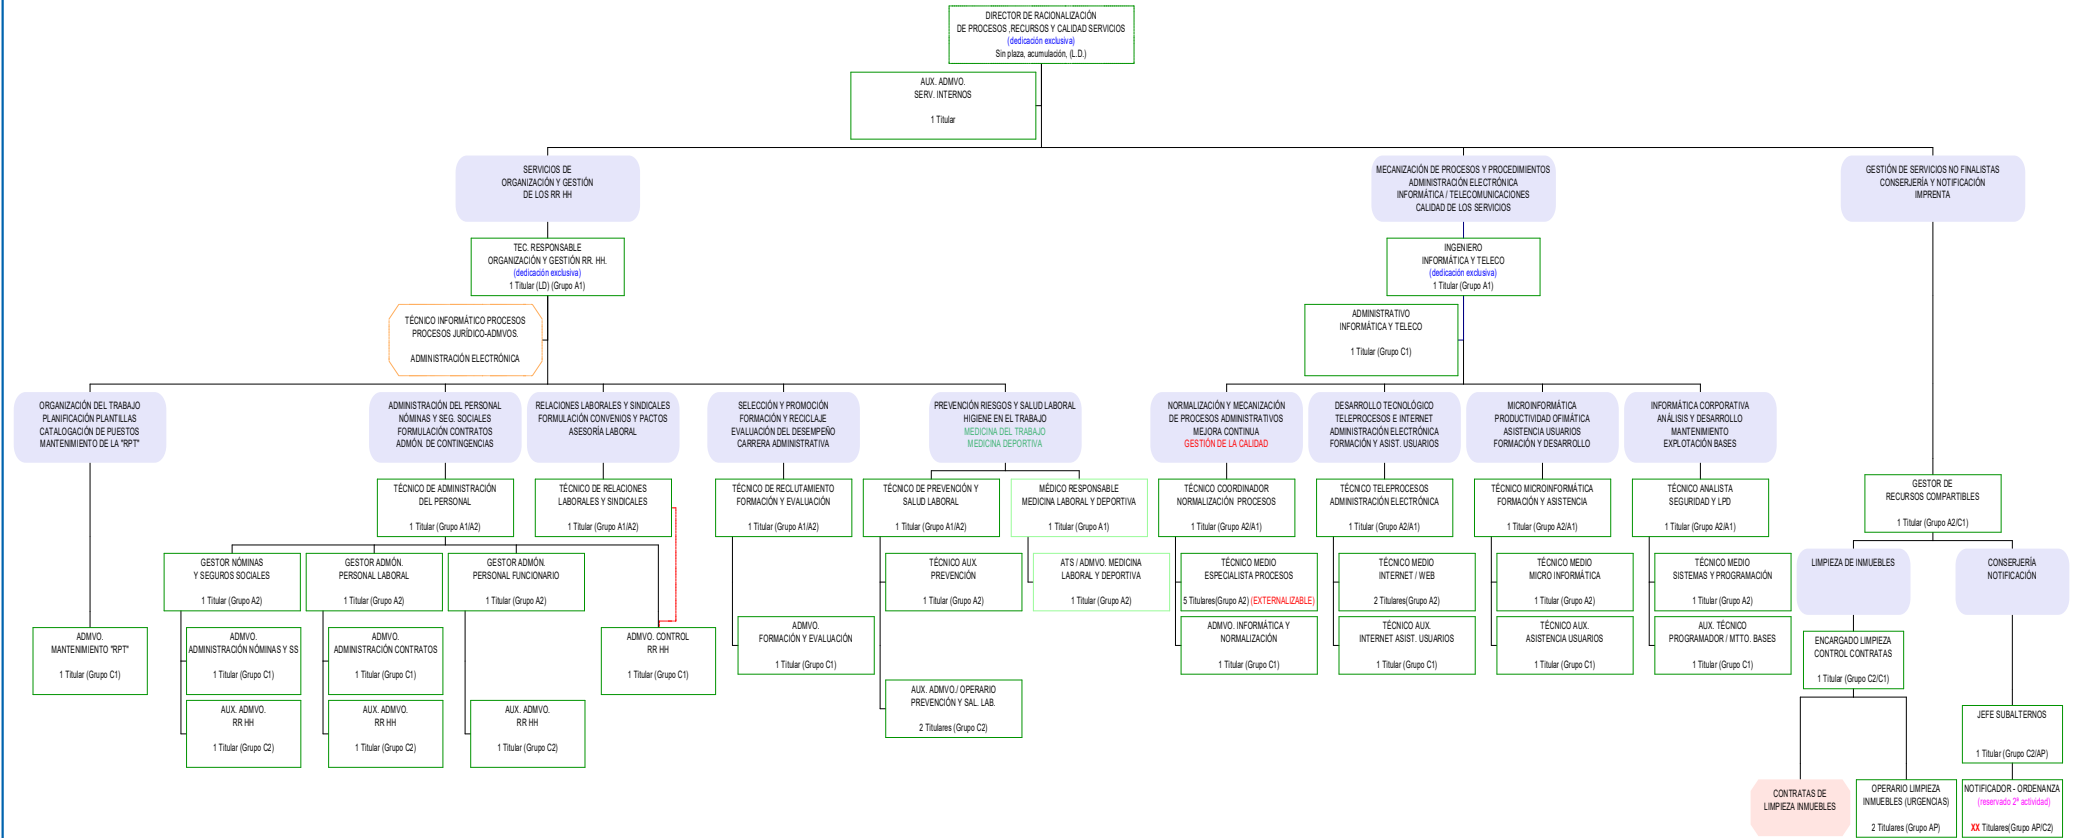 DIRECTOR DE RACIONALIZACIÓN
DE PROCESOS ,RECURSOS Y CALIDAD SERVICIOS
(dedicación exclusiva)
Sin plaza, acumulación, (L.D.)
AUX. ADMVO.
SERV. INTERNOS
1 Titular
SERVICIOS DE
ORGANIZACIÓN Y GESTIÓN
DE LOS RR HH
MECANIZACIÓN DE PROCESOS Y PROCEDIMIENTOS
ADMINISTRACIÓN ELECTRÓNICA
INFORMÁTICA / TELECOMUNICACIONES
CALIDAD DE LOS SERVICIOS
GESTIÓN DE SERVICIOS NO FINALISTAS
CONSERJERÍA Y NOTIFICACIÓN
IMPRENTA
TEC. RESPONSABLE
ORGANIZACIÓN Y GESTIÓN RR. HH.
(dedicación exclusiva)
1 Titular (LD) (Grupo A1)
INGENIERO
INFORMÁTICA Y TELECO
(dedicación exclusiva)
1 Titular (Grupo A1)
TÉCNICO INFORMÁTICO PROCESOS
PROCESOS JURÍDICO-ADMVOS.
ADMINISTRACIÓN ELECTRÓNICA
ADMINISTRATIVO
INFORMÁTICA Y TELECO
1 Titular (Grupo C1)
ORGANIZACIÓN DEL TRABAJO
PLANIFICACIÓN PLANTILLAS
CATALOGACIÓN DE PUESTOS
MANTENIMIENTO DE LA "RPT"
ADMINISTRACIÓN DEL PERSONAL
NÓMINAS Y SEG. SOCIALES
FORMULACIÓN CONTRATOS
ADMÓN. DE CONTINGENCIAS
RELACIONES LABORALES Y SINDICALES
FORMULACIÓN CONVENIOS Y PACTOS
ASESORÍA LABORAL
SELECCIÓN Y PROMOCIÓN
FORMACIÓN Y RECICLAJE
EVALUACIÓN DEL DESEMPEÑO
CARRERA ADMINISTRATIVA
PREVENCIÓN RIESGOS Y SALUD LABORAL
HIGIENE EN EL TRABAJO
MEDICINA DEL TRABAJO
MEDICINA DEPORTIVA
NORMALIZACIÓN Y MECANIZACIÓN
DE PROCESOS ADMINISTRATIVOS
MEJORA CONTINUA
GESTIÓN DE LA CALIDAD
DESARROLLO TECNOLÓGICO
TELEPROCESOS E INTERNET
ADMINISTRACIÓN ELECTRÓNICA
FORMACIÓN Y ASIST. USUARIOS
MICROINFORMÁTICA
PRODUCTIVIDAD OFIMÁTICA
ASISTENCIA USUARIOS
FORMACIÓN Y DESARROLLO
INFORMÁTICA CORPORATIVA
ANÁLISIS Y DESARROLLO
MANTENIMIENTO
EXPLOTACIÓN BASES
TÉCNICO DE ADMINISTRACIÓN
DEL PERSONAL
1 Titular (Grupo A1/A2)
TÉCNICO DE RELACIONES
LABORALES Y SINDICALES
1 Titular (Grupo A1/A2)
TÉCNICO DE RECLUTAMIENTO
FORMACIÓN Y EVALUACIÓN
1 Titular (Grupo A1/A2)
TÉCNICO DE PREVENCIÓN Y
SALUD LABORAL
1 Titular (Grupo A1/A2)
MÉDICO RESPONSABLE
MEDICINA LABORAL Y DEPORTIVA
1 Titular (Grupo A1)
TÉCNICO COORDINADOR
NORMALIZACIÓN PROCESOS
1 Titular (Grupo A2/A1)
TÉCNICO TELEPROCESOS
ADMINISTRACIÓN ELECTRÓNICA
1 Titular (Grupo A2/A1)
TÉCNICO MICROINFORMÁTICA
FORMACIÓN Y ASISTENCIA
1 Titular (Grupo A2/A1)
TÉCNICO ANALISTA
SEGURIDAD Y LPD
1 Titular (Grupo A2/A1)
GESTOR DE
RECURSOS COMPARTIBLES
1 Titular (Grupo A2/C1)
GESTOR NÓMINAS
Y SEGUROS SOCIALES
1 Titular (Grupo A2)
GESTOR ADMÓN.
PERSONAL LABORAL
1 Titular (Grupo A2)
GESTOR ADMÓN.
PERSONAL FUNCIONARIO
1 Titular (Grupo A2)
TÉCNICO AUX.
PREVENCIÓN
1 Titular (Grupo A2)
ATS / ADMVO. MEDICINA
LABORAL Y DEPORTIVA
1 Titular (Grupo A2)
TÉCNICO MEDIO
ESPECIALISTA PROCESOS
5 Titulares(Grupo A2) (EXTERNALIZABLE)
TÉCNICO MEDIO
INTERNET / WEB
2 Titulares(Grupo A2)
TÉCNICO MEDIO
MICRO INFORMÁTICA
1 Titular (Grupo A2)
TÉCNICO MEDIO
SISTEMAS Y PROGRAMACIÓN
1 Titular (Grupo A2)
LIMPIEZA DE INMUEBLES
CONSERJERÍA
NOTIFICACIÓN
ADMVO.
MANTENIMIENTO "RPT"
1 Titular (Grupo C1)
ADMVO.
ADMINISTRACIÓN NÓMINAS Y SS
1 Titular (Grupo C1)
ADMVO.
ADMINISTRACIÓN CONTRATOS
1 Titular (Grupo C1)
ADMVO. CONTROL
RR HH
1 Titular (Grupo C1)
ADMVO.
FORMACIÓN Y EVALUACIÓN
1 Titular (Grupo C1)
ADMVO. INFORMÁTICA Y
NORMALIZACIÓN
1 Titular (Grupo C1)
TÉCNICO AUX.
INTERNET ASIST. USUARIOS
1 Titular (Grupo C1)
TÉCNICO AUX.
ASISTENCIA USUARIOS
1 Titular (Grupo C1)
AUX. TÉCNICO
PROGRAMADOR / MTTO. BASES
1 Titular (Grupo C1)
ENCARGADO LIMPIEZA
CONTROL CONTRATAS
1 Titular (Grupo C2/C1)
AUX. ADMVO.
RR HH
1 Titular (Grupo C2)
AUX. ADMVO.
RR HH
1 Titular (Grupo C2)
AUX. ADMVO.
RR HH
1 Titular (Grupo C2)
AUX. ADMVO./ OPERARIO
PREVENCIÓN Y SAL. LAB.
2 Titulares (Grupo C2)
JEFE SUBALTERNOS
1 Titular (Grupo C2/AP)
CONTRATAS DE
LIMPIEZA INMUEBLES
OPERARIO LIMPIEZA
INMUEBLES (URGENCIAS)
2 Titulares (Grupo AP)
NOTIFICADOR - ORDENANZA
(reservado 2ª actividad)
XX Titulares(Grupo AP/C2)